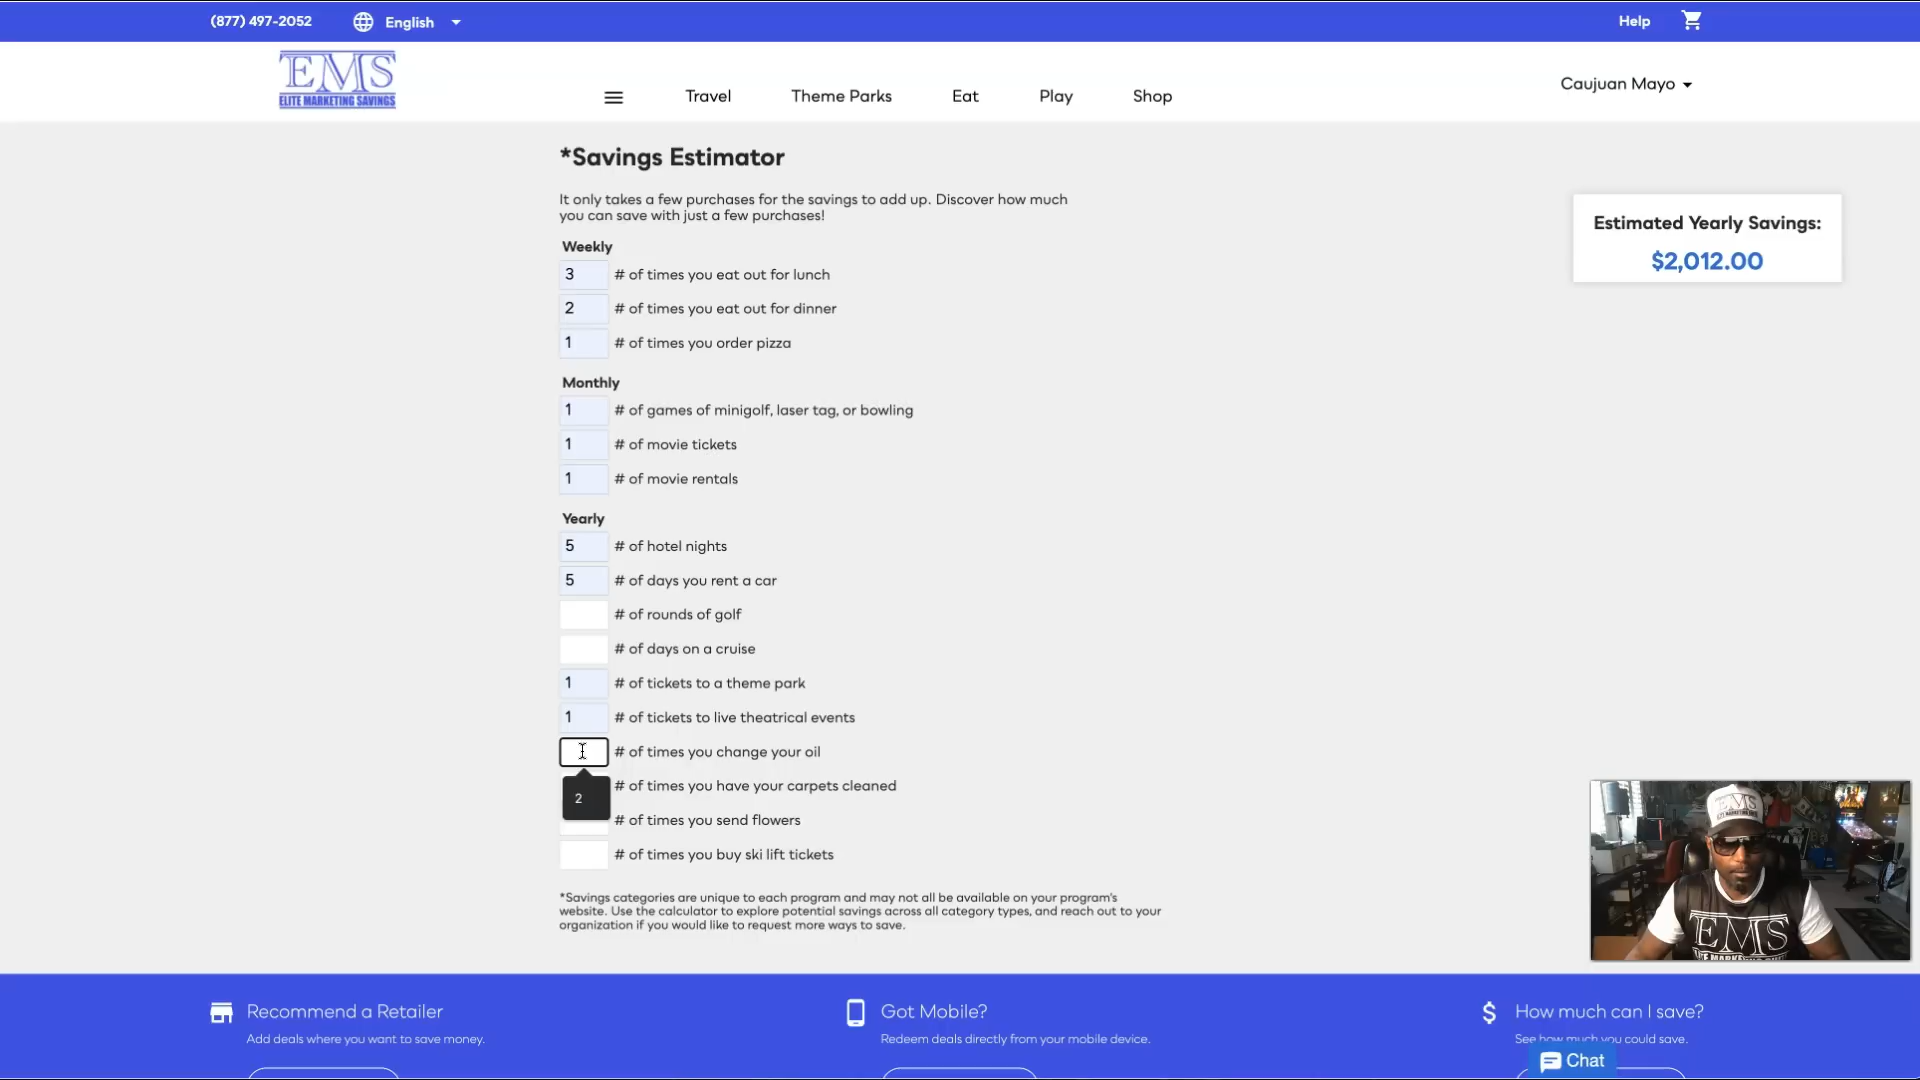 (877) 497-2052
English
Help
EMS
ELITE MARKETING SAVINGS
Travel
Theme Parks
Eat
Play
Shop
Caujuan Mayo
*Savings Estimator
It only takes a few purchases for the savings to add up. Discover how much
you can save with just a few purchases!
Estimated Yearly Savings:
$2,012.00
Weekly
3 # of times you eat out for lunch
2 # of times you eat out for dinner
1 # of times you order pizza
Monthly
1 # of games of minigolf, laser tag, or bowling
1 # of movie tickets
1 # of movie rentals
Yearly
5 # of hotel nights
5 # of days you rent a car
# of rounds of golf
# of days on a cruise
1 # of tickets to a theme park
1 # of tickets to live theatrical events
# of times you change your oil
2
# of times you have your carpets cleaned
# of times you send flowers
# of times you buy ski lift tickets
*Savings categories are unique to each program and may not all be available on your program's
website. Use the calculator to explore potential savings across all category types, and reach out to your
organization if you would like to request more ways to save.
EMS
EMS
Recommend a Retailer
Add deals where you want to save money.
Got Mobile?
Redeem deals directly from your mobile device.
How much can I save?
See how much you could save.
Chat